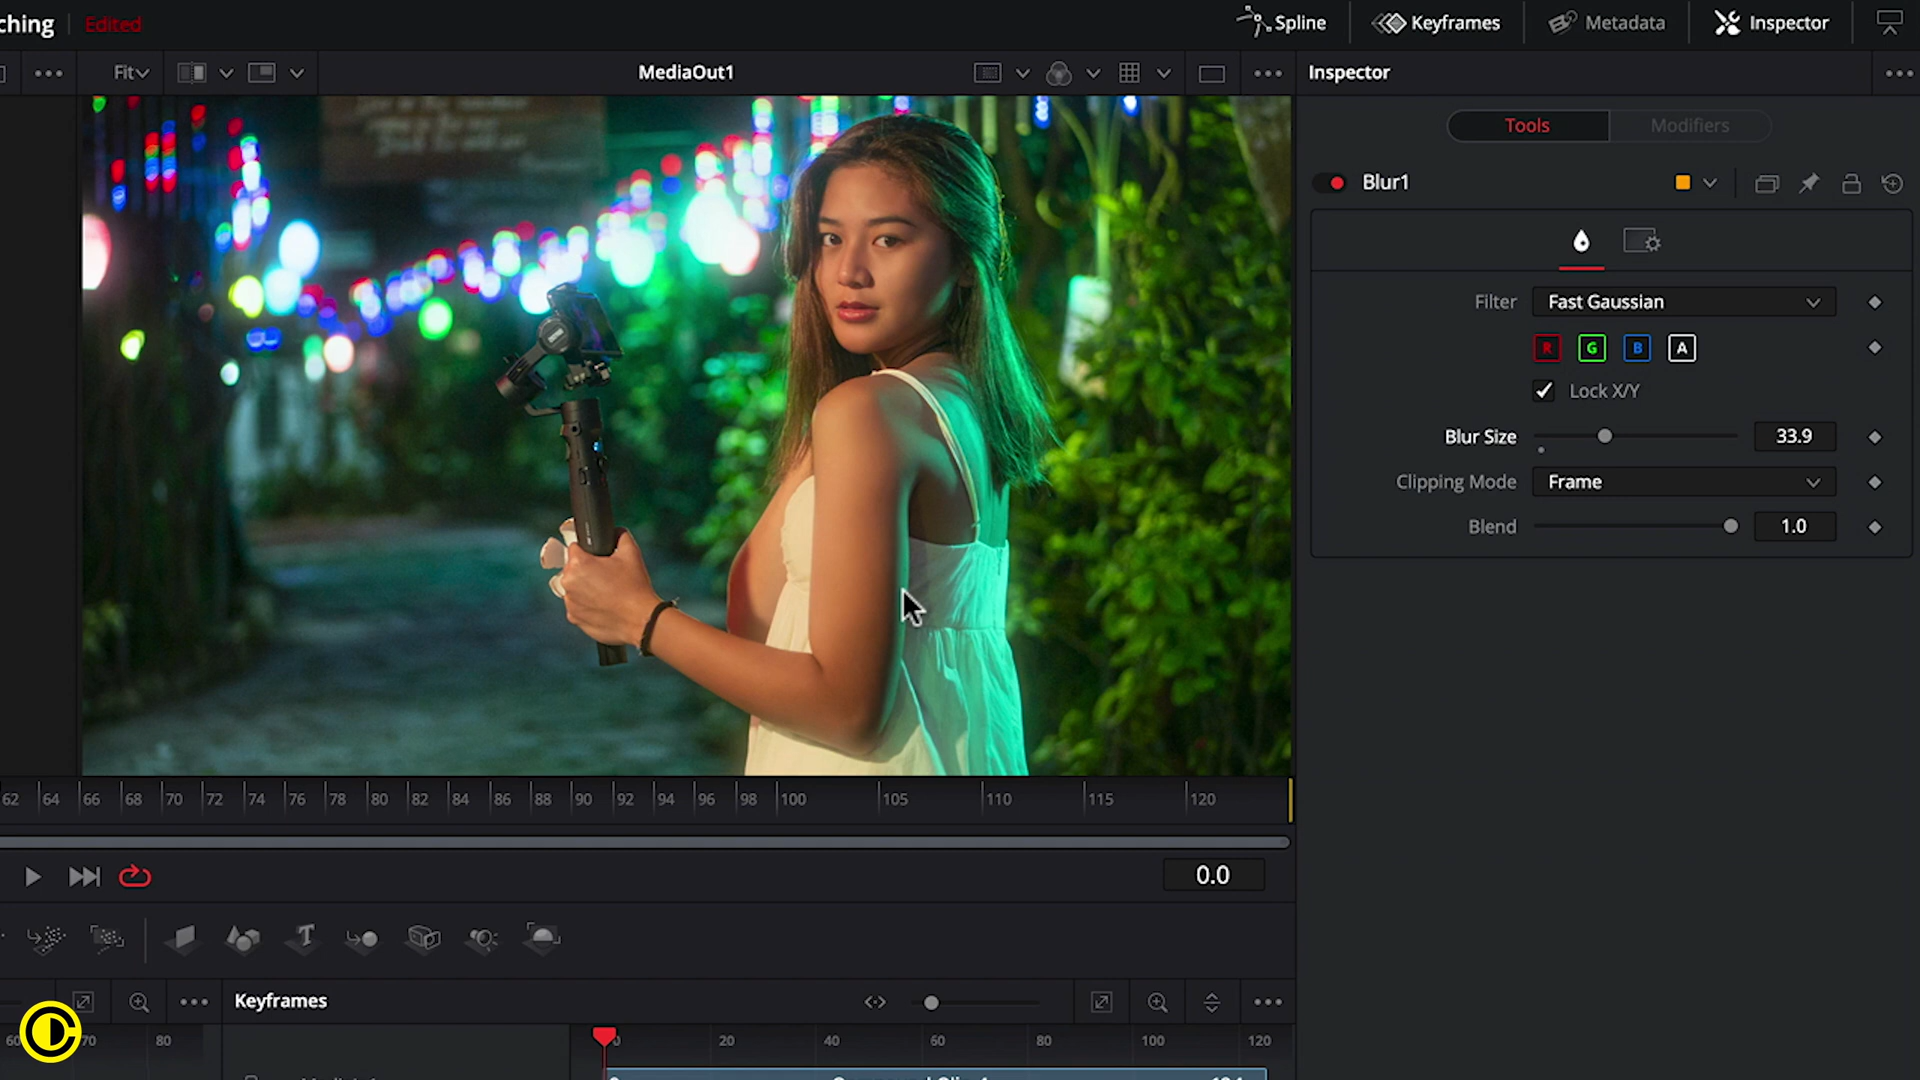 ching
Edited
Spline
Keyframes
Metadata
Inspector
Fit
MediaOut1
Inspector
Tools
Modifiers
Blur1
Filter
Fast Gaussian
R
G
B
A
Lock X/Y
Blur Size
33.9
Clipping Mode
Frame
Blend
1.0
62 64 66 68 70 72 74 76 78 80 82 84 86 88 90 92 94 96 98 100 105 110 115 120
0.0
T
Keyframes
60 70 80
0 20 40 60 80 100 120